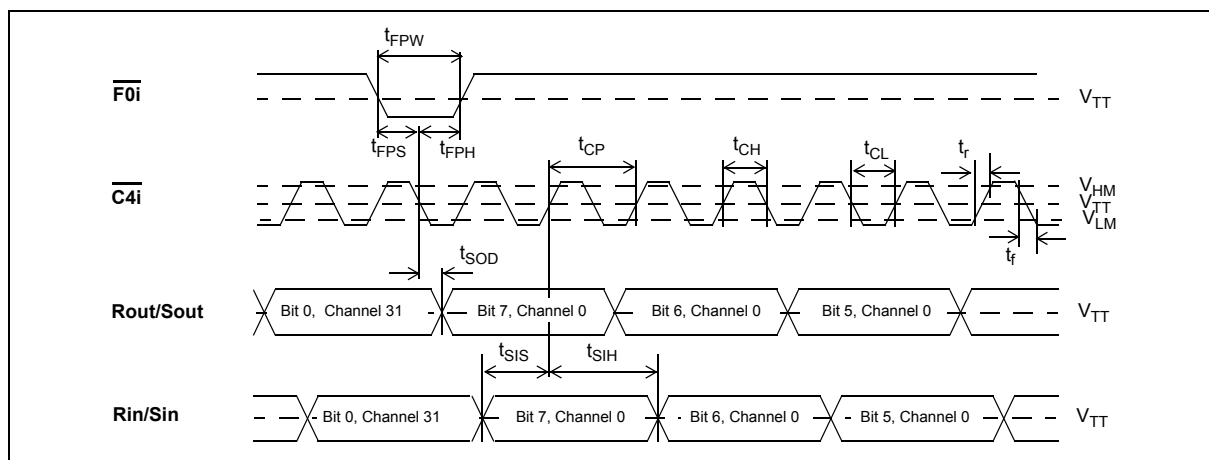 tFPW
F0i
VTT
tFPS
tFPH
tCP
tCH
tCL
tr
C4i
VHM
VTT
VLM
tf
tSOD
Rout/Sout
Bit 0, Channel 31
Bit 7, Channel 0
Bit 6, Channel 0
Bit 5, Channel 0
VTT
tSIS
tSIH
Rin/Sin
Bit 0, Channel 31
Bit 7, Channel 0
Bit 6, Channel 0
Bit 5, Channel 0
VTT